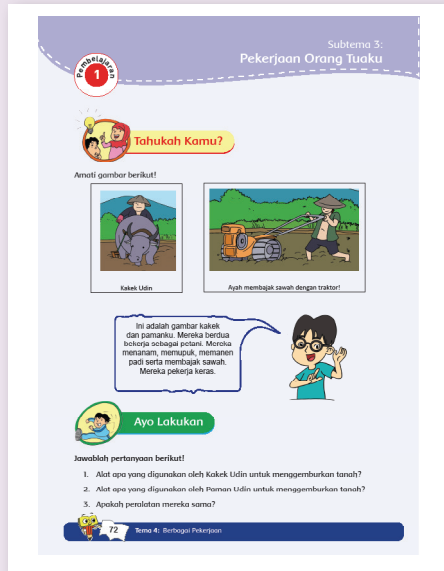 Subtema 3:
Pekerjaan Orang Tuaku
Pembelajaran
1
Tahukah Kamu?
Amati gambar berikut!
Kakek Udin
Ayah membajak sawah dengan traktor!
Ini adalah gambar kakek
dan pamanku. Mereka berdua
bekerja sebagai petani. Mereka
menanam, memupuk, memanen
padi serta membajak sawah.
Mereka pekerja keras.
Ayo Lakukan
Jawablah pertanyaan berikut!
1. Alat apa yang digunakan oleh Kakek Udin untuk menggemburkan tanah?
2. Alat apa yang digunakan oleh Paman Udin untuk menggemburkan tanah?
3. Apakah peralatan mereka sama?
72
Tema 4: Berbagai Pekerjaan